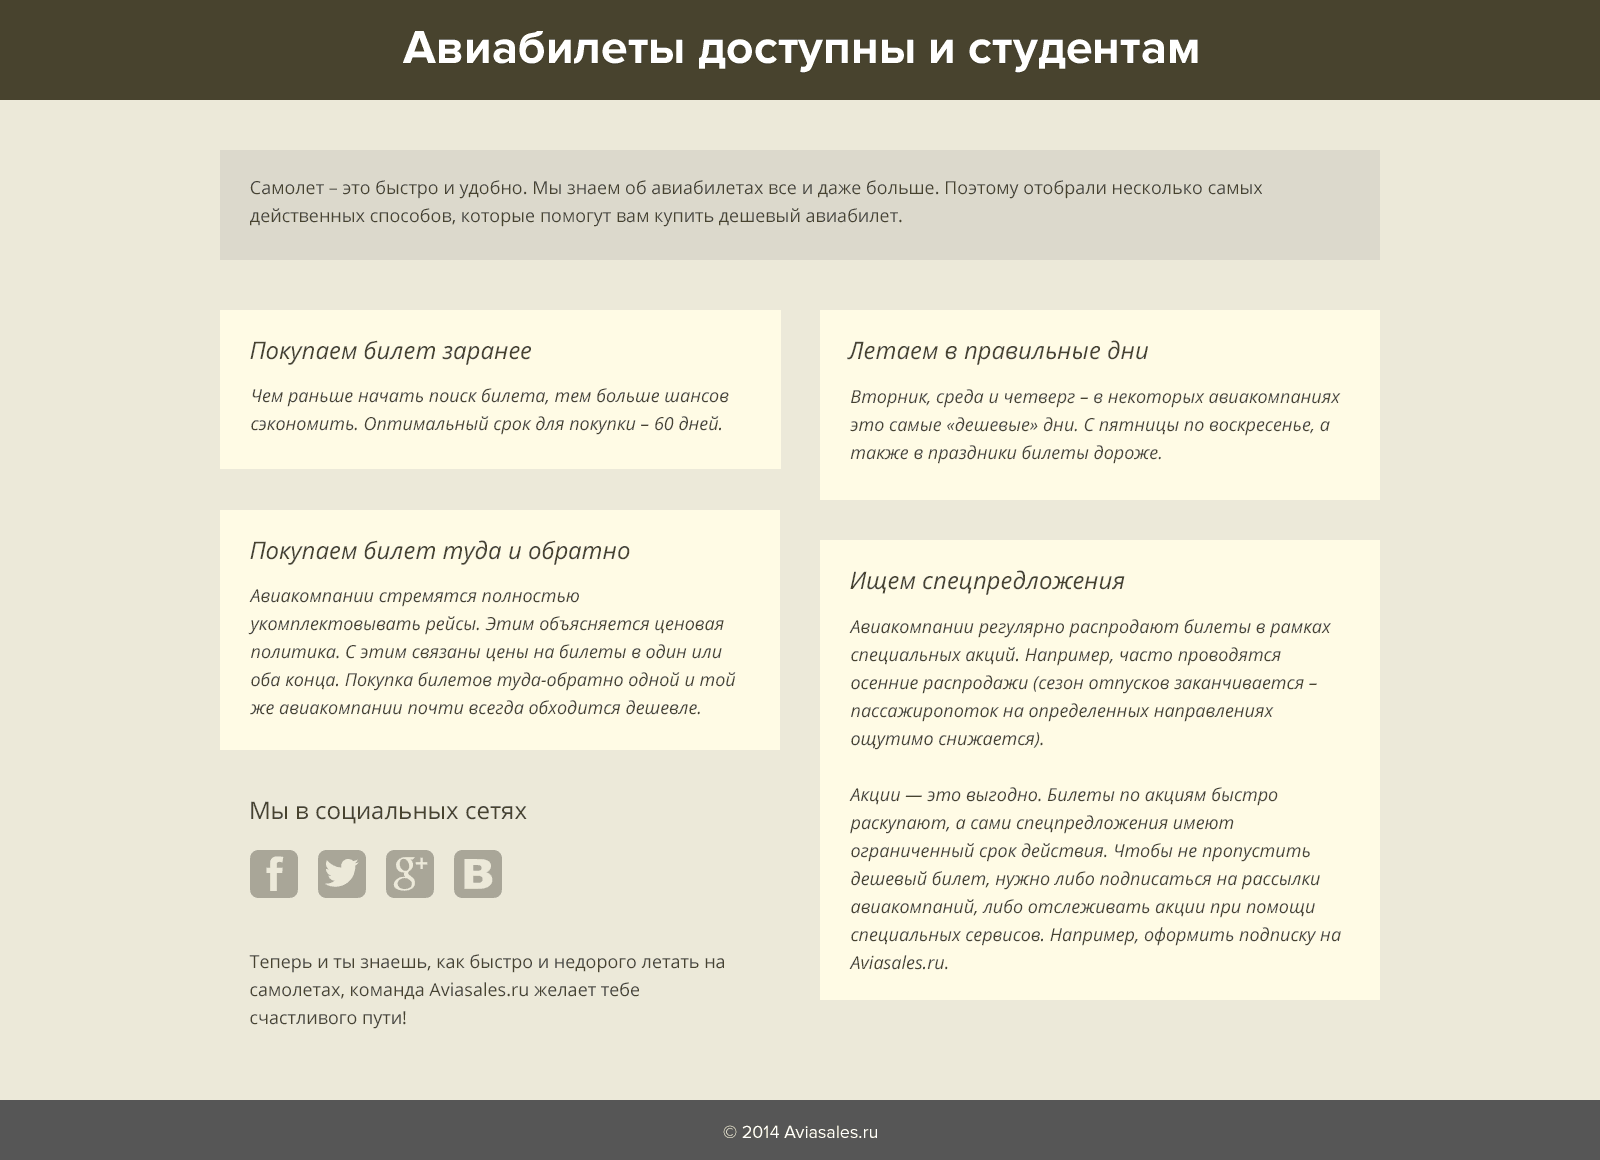 Авиабилеты доступны и студентам
Самолет – это быстро и удобно. Мы знаем об авиабилетах все и даже больше. Поэтому отобрали несколько самых
действенных способов, которые помогут вам купить дешевый авиабилет.
Покупаем билет заранее
Чем раньше начать поиск билета, тем больше шансов
сэкономить. Оптимальный срок для покупки – 60 дней.
Покупаем билет туда и обратно
Авиакомпании стремятся полностью
укомплектовывать рейсы. Этим объясняется ценовая
политика. С этим связаны цены на билеты в один или
оба конца. Покупка билетов туда-обратно одной и той
же авиакомпании почти всегда обходится дешевле.
Мы в социальных сетях
f
g+
B
Теперь и ты знаешь, как быстро и недорого летать на
самолетах, команда Aviasales.ru желает тебе
счастливого пути!
Летаем в правильные дни
Вторник, среда и четверг – в некоторых авиакомпаниях
это самые «дешевые» дни. С пятницы по воскресенье, а
также в праздники билеты дороже.
Ищем спецпредложения
Авиакомпании регулярно распродают билеты в рамках
специальных акций. Например, часто проводятся
осенние распродажи (сезон отпусков заканчивается –
пассажиропоток на определенных направлениях
ощутимо снижается).
Акции — это выгодно. Билеты по акциям быстро
раскупают, а сами спецпредложения имеют
ограниченный срок действия. Чтобы не пропустить
дешевый билет, нужно либо подписаться на рассылки
авиакомпаний, либо отслеживать акции при помощи
специальных сервисов. Например, оформить подписку на
Aviasales.ru.
© 2014 Aviasales.ru